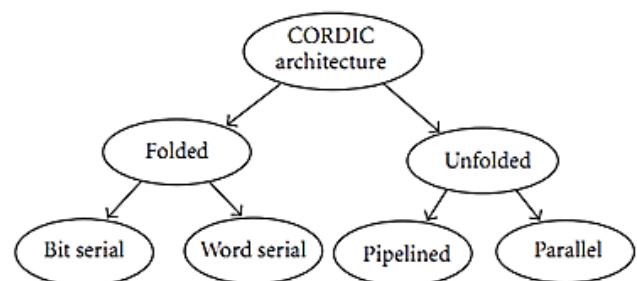 CORDIC
architecture
Folded
Unfolded
Bit serial
Word serial
Pipelined
Parallel